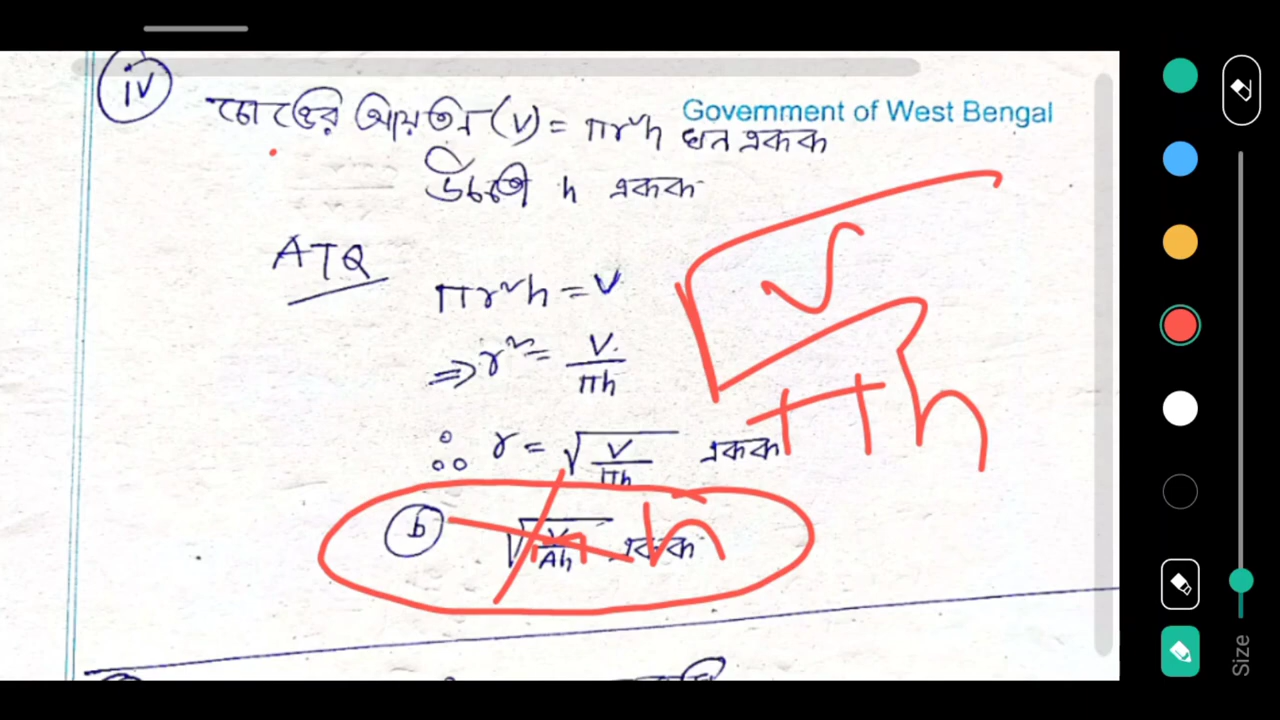 iv
Government of West Bengal
চোঙের আয়তন (V) = πr²h ঘন একক
উচ্চতা h একক
ATQ
πr²h = V
⇒ r² = V/πh
∴ r = √(V/πh) একক
√(V/πh)
b √(V/Ah) একক
Size